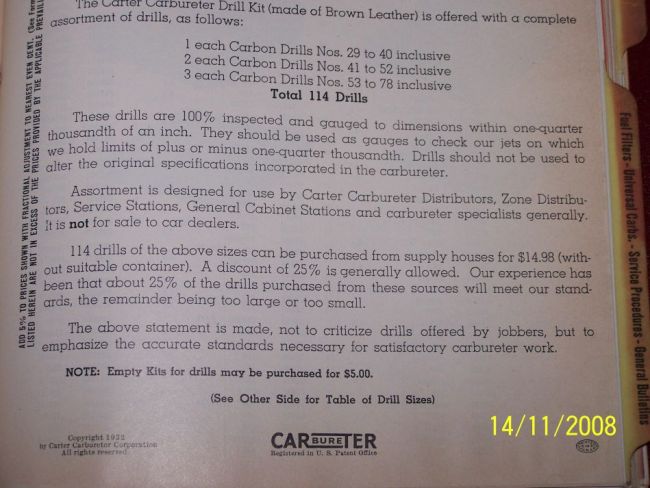 The Carter Carbureter Drill Kit (made of Brown Leather) is offered with a complete
assortment of drills, as follows:
1 each Carbon Drills Nos. 29 to 40 inclusive
2 each Carbon Drills Nos. 41 to 52 inclusive
3 each Carbon Drills Nos. 53 to 78 inclusive
Total 114 Drills
These drills are 100% inspected and gauged to dimensions within one-quarter
thousandth of an inch. They should be used as gauges to check our jets on which
we hold limits of plus or minus one-quarter thousandth. Drills should not be used to
alter the original specifications incorporated in the carbureter.
Assortment is designed for use by Carter Carbureter Distributors, Zone Distribu-
tors, Service Stations, General Cabinet Stations and carbureter specialists generally.
It is not for sale to car dealers.
114 drills of the above sizes can be purchased from supply houses for $14.98 (with-
out suitable container). A discount of 25% is generally allowed. Our experience has
been that about 25% of the drills purchased from these sources will meet our stand-
ards, the remainder being too large or too small.
The above statement is made, not to criticize drills offered by jobbers, but to
emphasize the accurate standards necessary for satisfactory carbureter work.
NOTE: Empty Kits for drills may be purchased for $5.00.
(See Other Side for Table of Drill Sizes)
Copyright 1932
by Carter Carburetor Corporation
All rights reserved
CARBURETER
Registered in U. S. Patent Office
ADD 5% TO PRICES SHOWN WITH FRACTIONAL ADJUSTMENT TO NEAREST EVEN CENT. (See
LISTED HEREIN ARE NOT IN EXCESS OF THE PRICES PROVIDED BY THE APPLICABLE
Fuel Filters - Universal Carbs. - Service Procedures - General Bulletins
14/11/2008